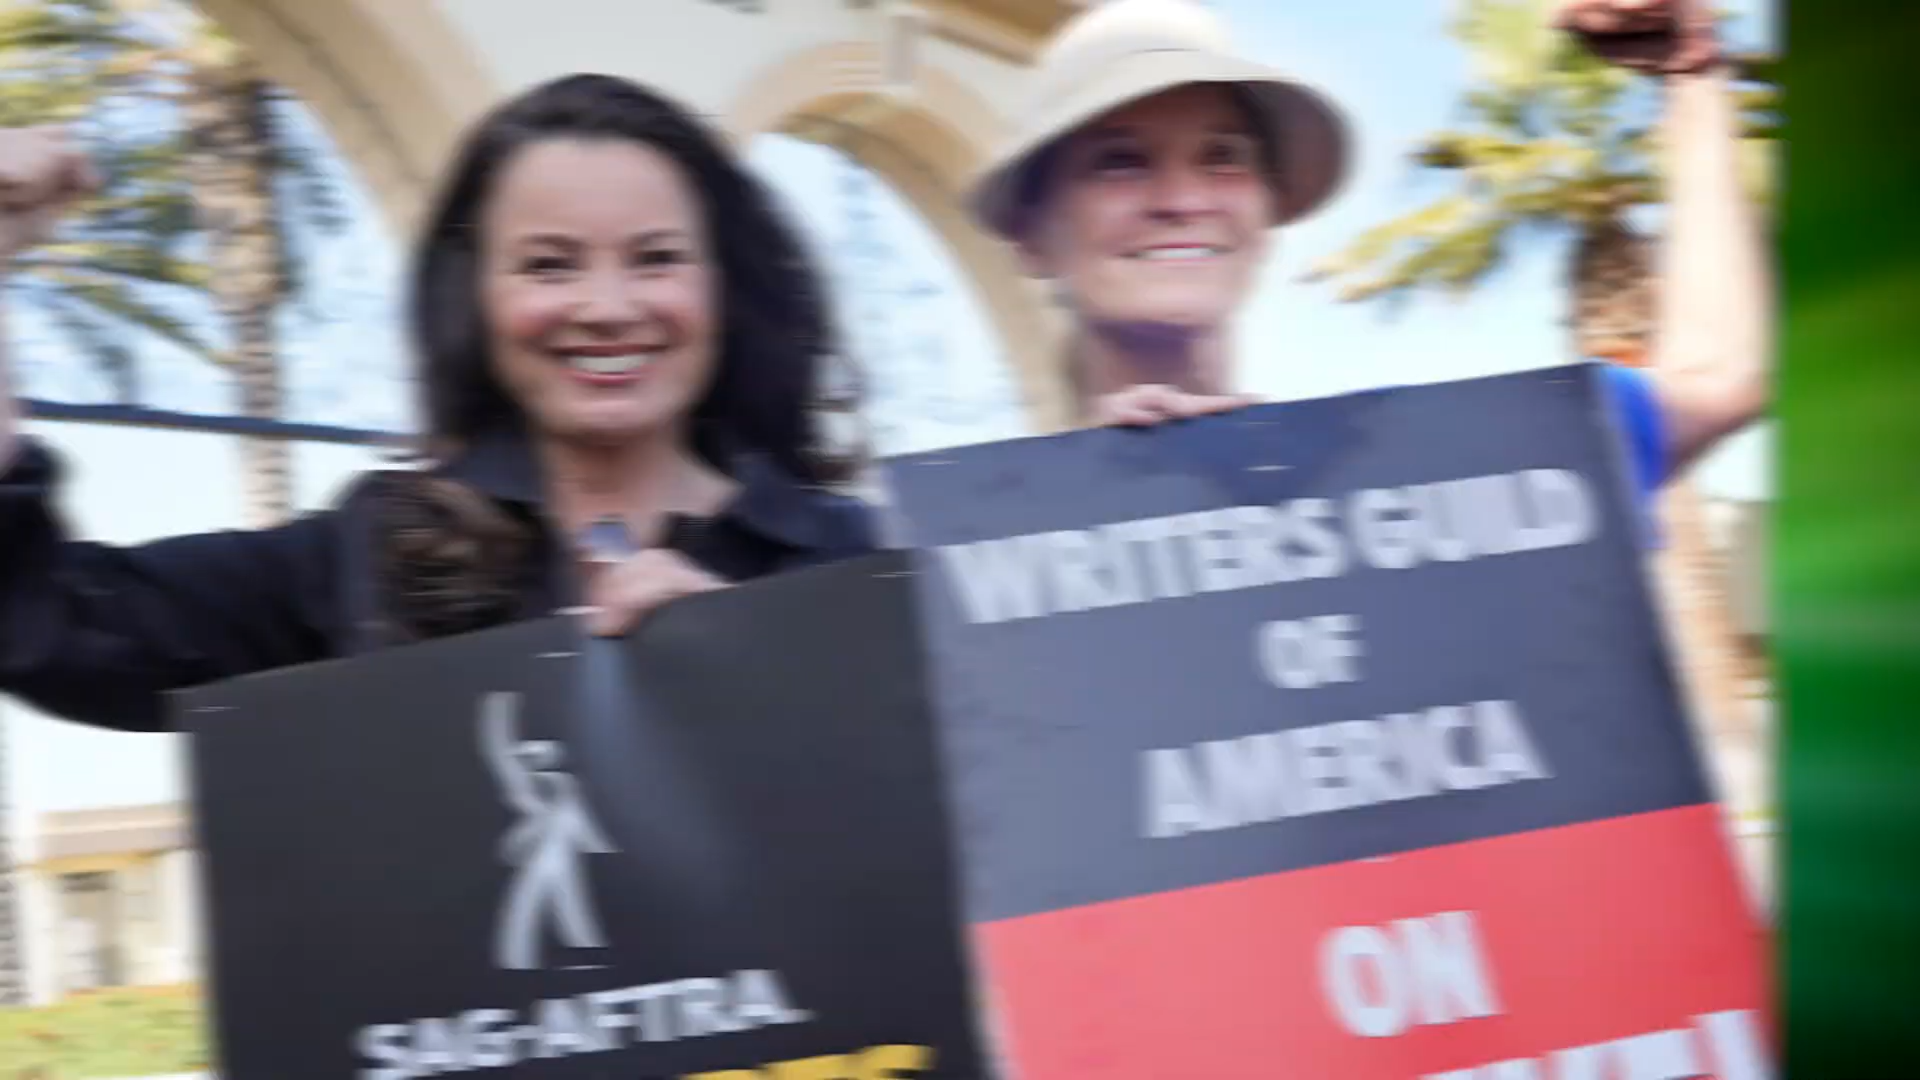 SAG-AFTRA.
WRITERS GUILD
OF
AMERICA
ON